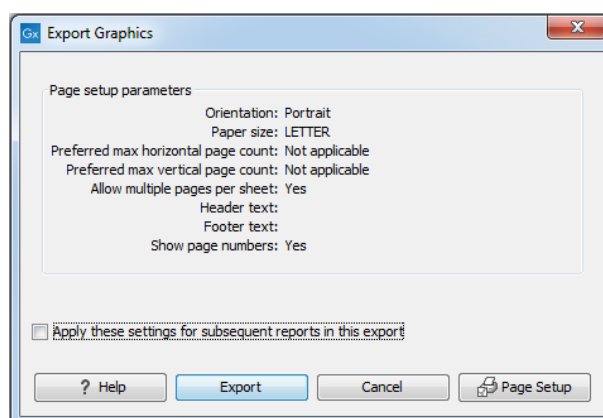 Gx Export Graphics
Page setup parameters
Orientation: Portrait
Paper size: LETTER
Preferred max horizontal page count: Not applicable
Preferred max vertical page count: Not applicable
Allow multiple pages per sheet: Yes
Header text:
Footer text:
Show page numbers: Yes
Apply these settings for subsequent reports in this export
? Help Export Cancel Page Setup